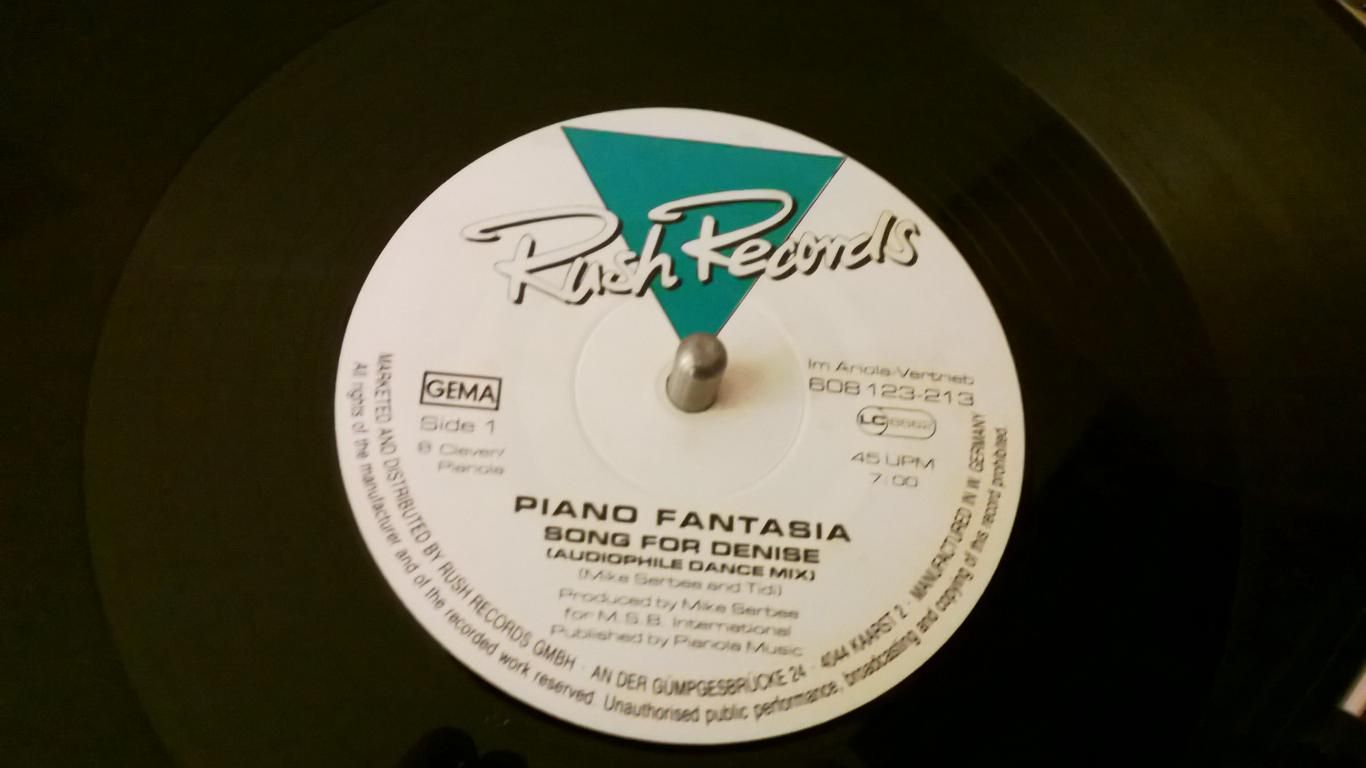 Rush Records
GEMA
Side 1
Clever/
Pianola
Im Ariola-Vertrieb
608 123-213
LC
45 UPM
7:00
PIANO FANTASIA
SONG FOR DENISE
(AUDIOPHILE DANCE MIX)
(Mike Serbee and Tidi)
Produced by Mike Serbee
for M.S.B. International
Published by Pianola Music
MARKETED AND DISTRIBUTED BY RUSH RECORDS GMBH · AN DER GÜMPGESBRÜCKE 24 · 4044 KAARST 2 · MANUFACTURED IN W. GERMANY
All rights of the manufacturer and of the recorded work reserved. Unauthorised public performance, broadcasting and copying of this record prohibited.